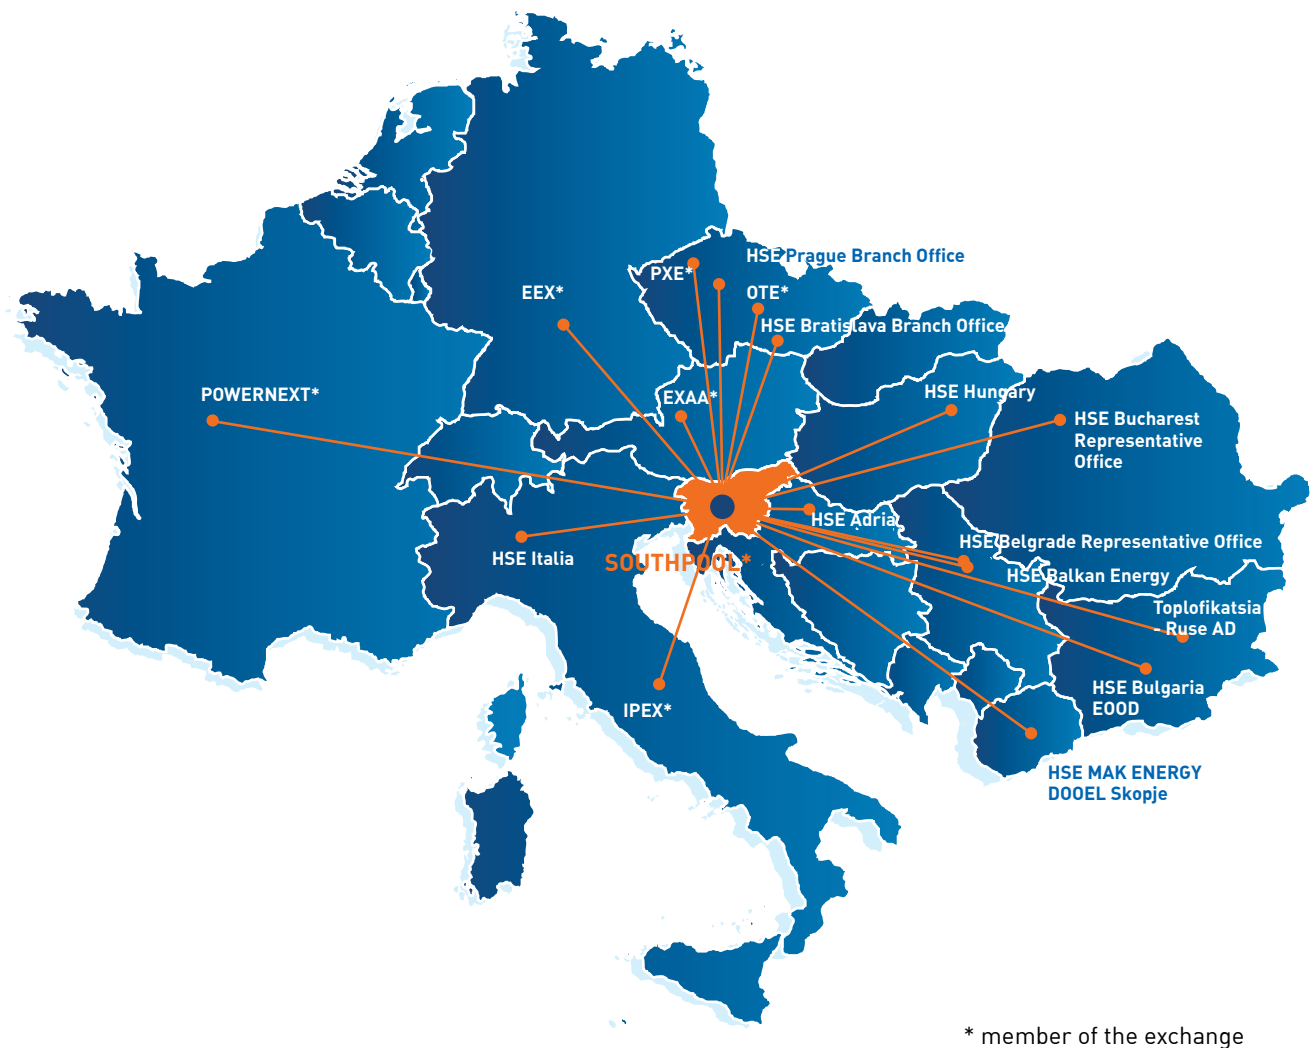 HSE Prague Branch Office
PXE*
EEX*
OTE*
HSE Bratislava Branch Office
POWERNEXT*
EXAA*
HSE Hungary
HSE Bucharest
Representative
Office
HSE Adria
HSE Italia
SOUTHPOOL*
HSE Belgrade Representative Office
HSE Balkan Energy
Toplofikatsia
- Ruse AD
HSE Bulgaria
EOOD
IPEX*
HSE MAK ENERGY
DOOEL Skopje
* member of the exchange